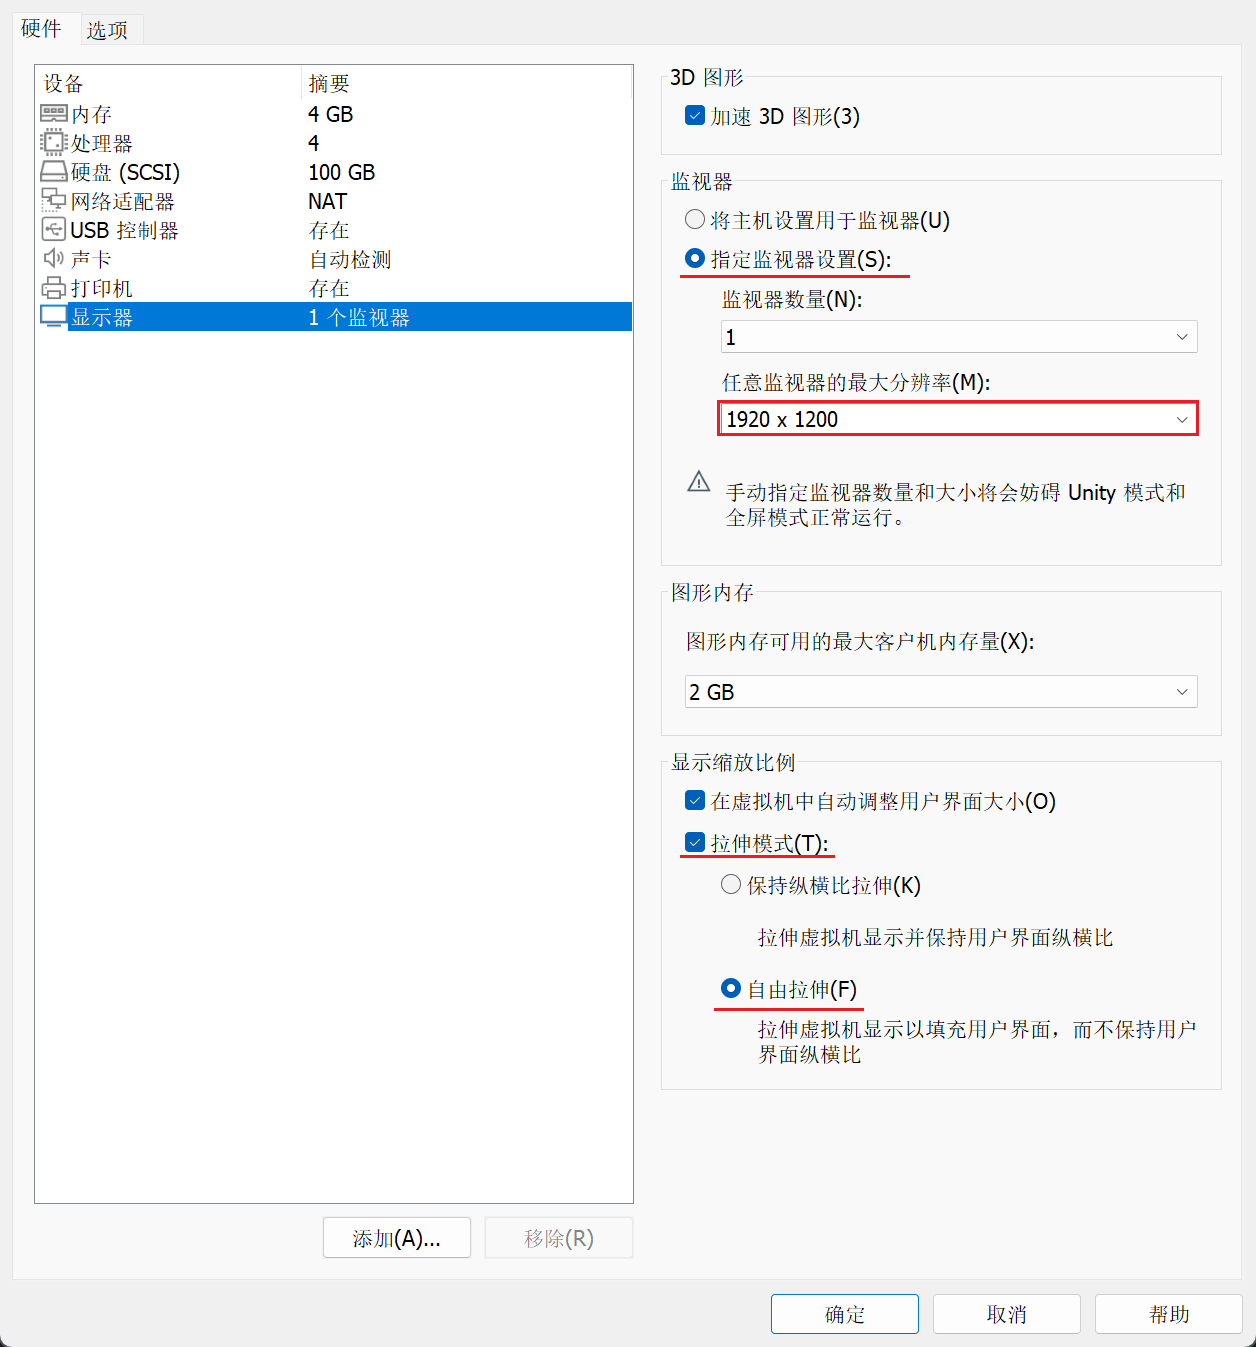 硬件 选项
设备 摘要
内存 4 GB
处理器 4
硬盘 (SCSI) 100 GB
网络适配器 NAT
USB 控制器 存在
声卡 自动检测
打印机 存在
显示器 1 个监视器
添加(A)... 移除(R)
3D 图形
加速 3D 图形(3)
监视器
将主机设置用于监视器(U)
指定监视器设置(S):
监视器数量(N):
1
任意监视器的最大分辨率(M):
1920 x 1200
手动指定监视器数量和大小将会妨碍 Unity 模式和
全屏模式正常运行。
图形内存
图形内存可用的最大客户机内存量(X):
2 GB
显示缩放比例
在虚拟机中自动调整用户界面大小(O)
拉伸模式(T):
保持纵横比拉伸(K)
拉伸虚拟机显示并保持用户界面纵横比
自由拉伸(F)
拉伸虚拟机显示以填充用户界面，而不保持用户
界面纵横比
确定 取消 帮助